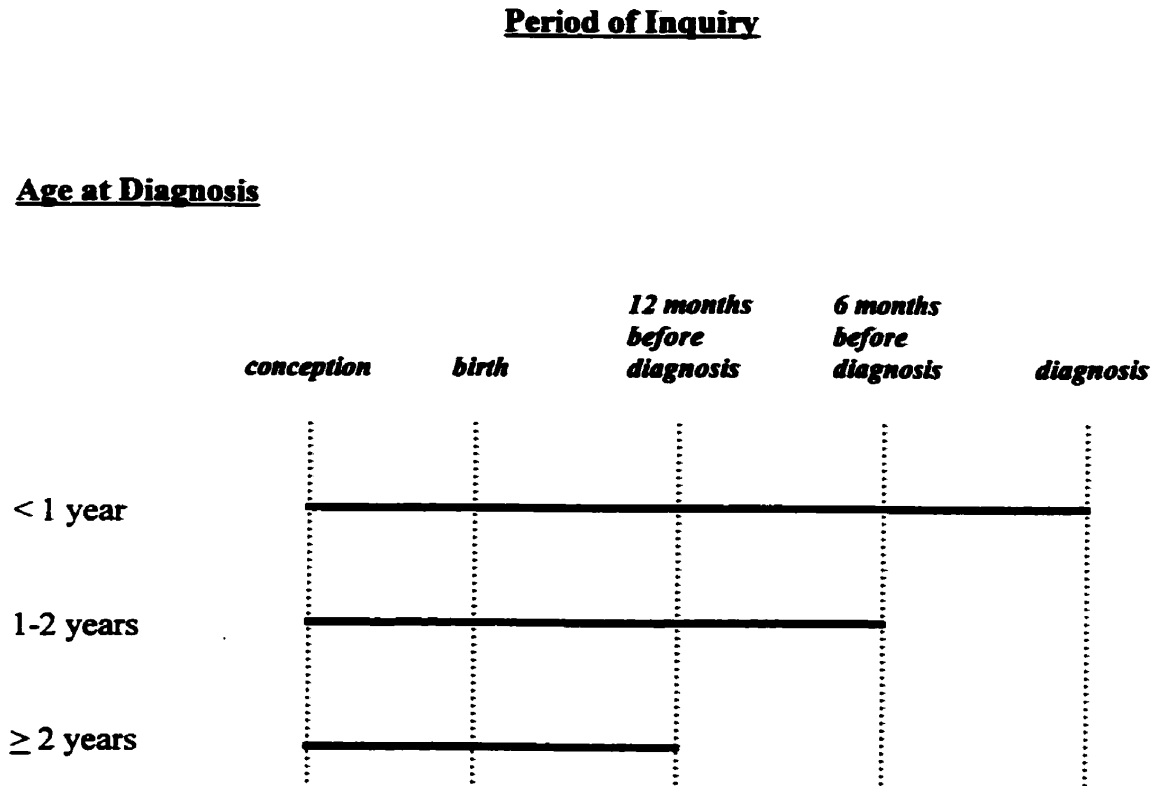 Period of Inquiry
Age at Diagnosis
12 months
before
diagnosis
6 months
before
diagnosis
conception
birth
diagnosis
< 1 year
1-2 years
≥ 2 years